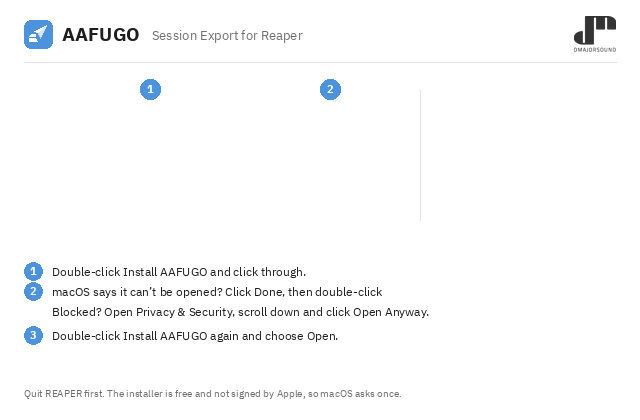 AAFUGO Session Export for Reaper
DMAJORSOUND
1 2
1 Double-click Install AAFUGO and click through.
2 macOS says it can't be opened? Click Done, then double-click
Blocked? Open Privacy & Security, scroll down and click Open Anyway.
3 Double-click Install AAFUGO again and choose Open.
Quit REAPER first. The installer is free and not signed by Apple, so macOS asks once.